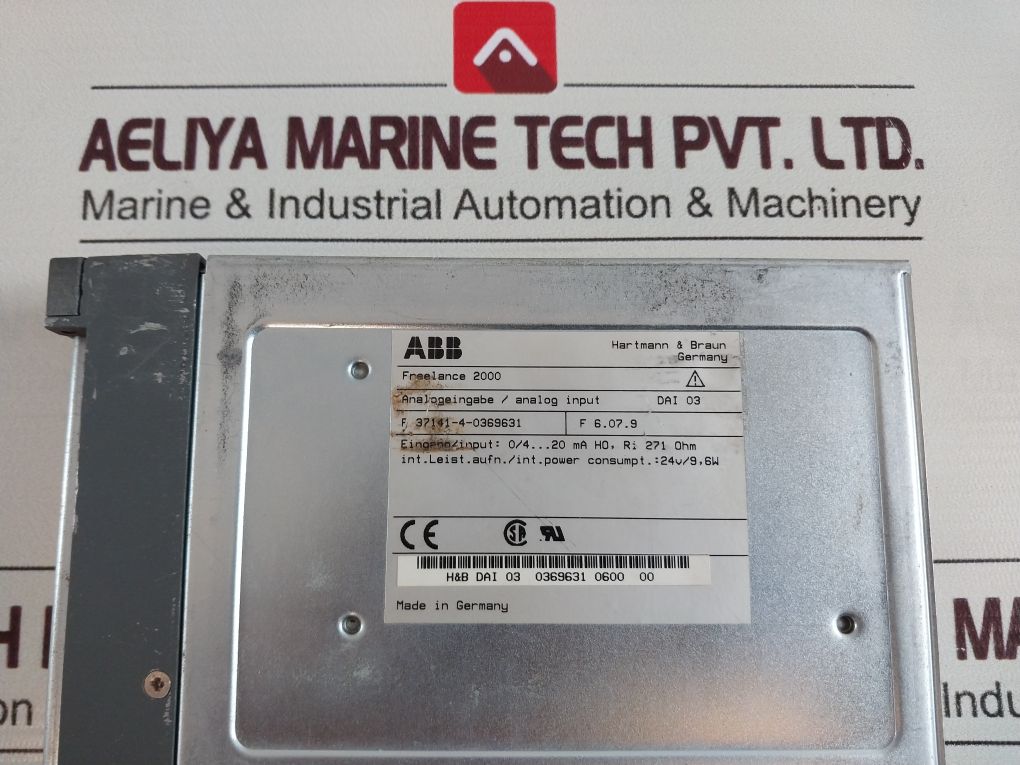 AELIYA MARINE TECH PVT. LTD.
Marine & Industrial Automation & Machinery
ABB
Hartmann & Braun
Germany
Freelance 2000
Analogeingabe / analog input DAI 03
F 37141-4-0369631 F 6.07.9
Eingang/input: 0/4...20 mA HO, Ri 271 Ohm
int.Leist.aufn./int.power consumpt.:24v/9,6W
CE
H&B DAI 03 0369631 0600 00
Made in Germany
H
MA
on
Indu